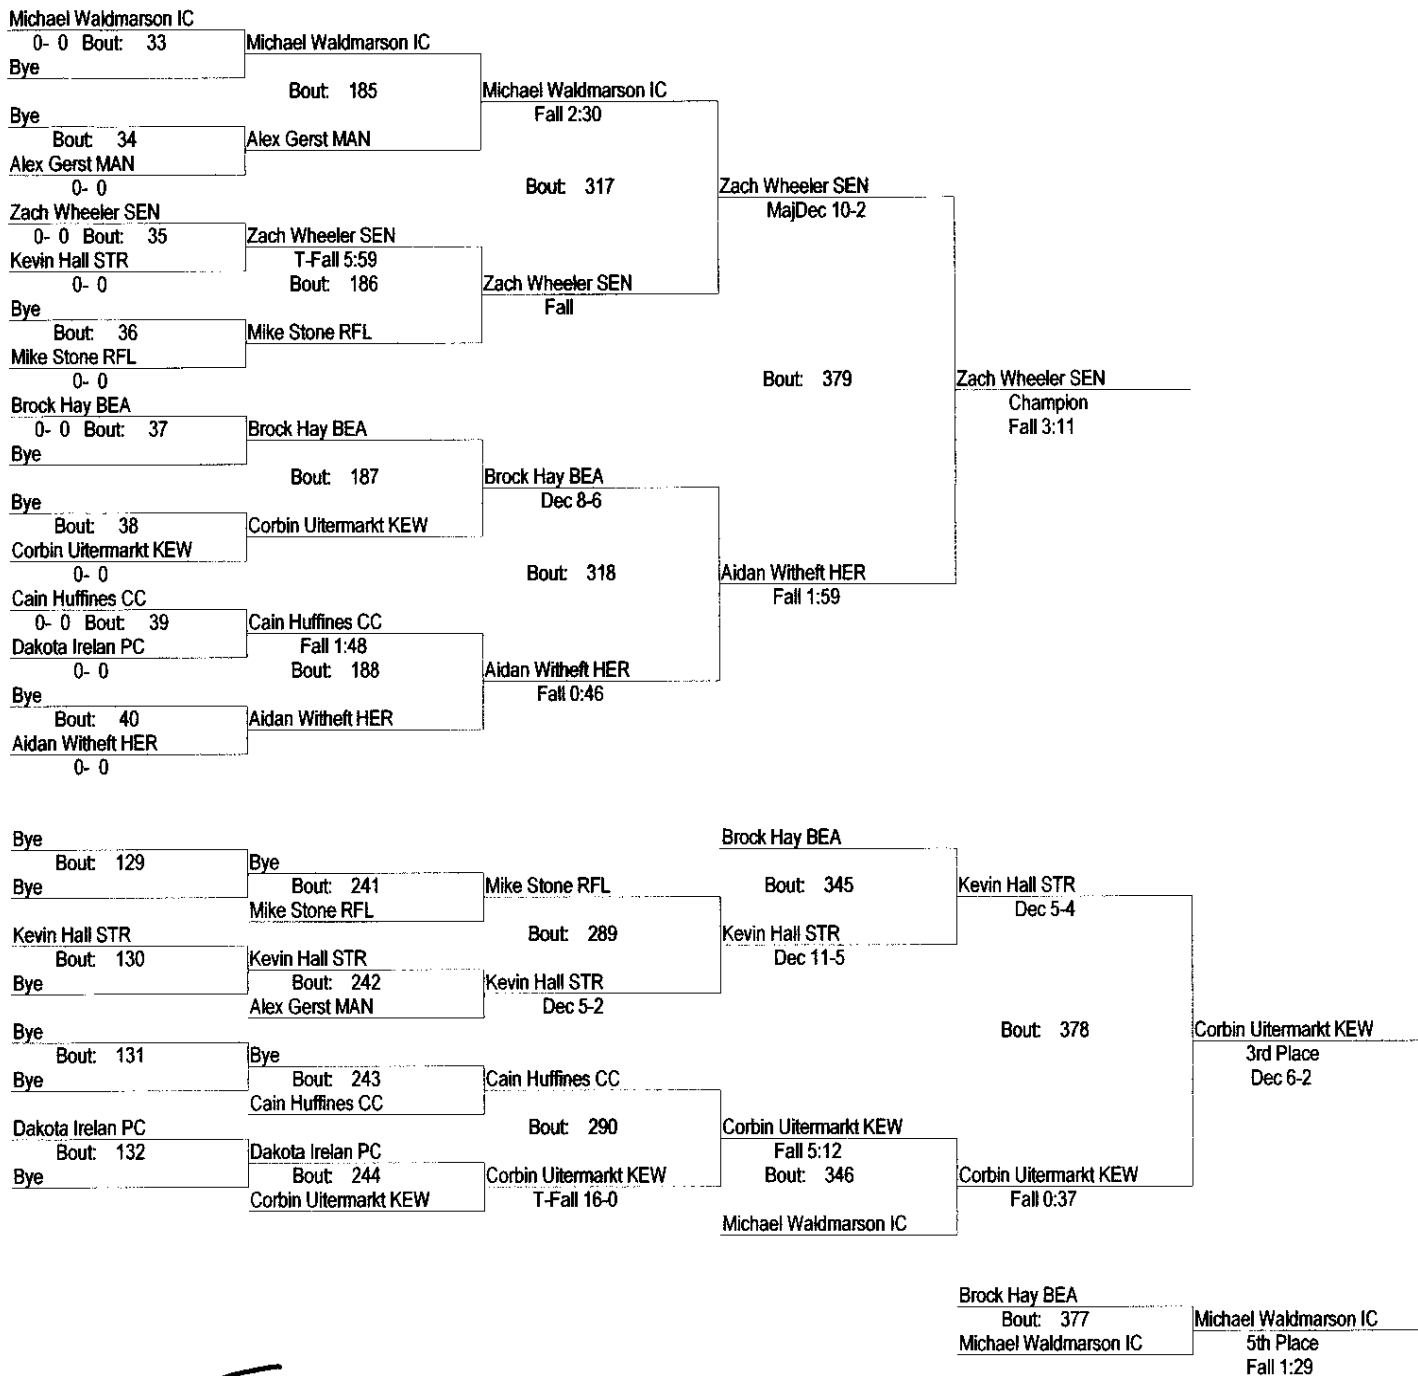 Michael Waldmarson IC
0- 0 Bout: 33
Bye
Michael Waldmarson IC
Bout: 185
Bye
Bout: 34
Alex Gerst MAN
0- 0
Alex Gerst MAN
Michael Waldmarson IC
Fall 2:30
Bout: 317
Zach Wheeler SEN
0- 0 Bout: 35
Kevin Hall STR
0- 0
Zach Wheeler SEN
T-Fall 5:59
Bout: 186
Bye
Bout: 36
Mike Stone RFL
0- 0
Mike Stone RFL
Zach Wheeler SEN
Fall
Zach Wheeler SEN
MajDec 10-2
Bout: 379
Zach Wheeler SEN
Champion
Fall 3:11
Brock Hay BEA
0- 0 Bout: 37
Bye
Brock Hay BEA
Bout: 187
Bye
Bout: 38
Corbin Uitermarkt KEW
0- 0
Corbin Uitermarkt KEW
Brock Hay BEA
Dec 8-6
Bout: 318
Cain Huffines CC
0- 0 Bout: 39
Dakota Irelan PC
0- 0
Cain Huffines CC
Fall 1:48
Bout: 188
Bye
Bout: 40
Aidan Witheft HER
0- 0
Aidan Witheft HER
Aidan Witheft HER
Fall 0:46
Aidan Witheft HER
Fall 1:59
Bye
Bout: 129
Bye
Bye
Bout: 241
Mike Stone RFL
Mike Stone RFL
Bout: 289
Kevin Hall STR
Bout: 130
Bye
Kevin Hall STR
Bout: 242
Alex Gerst MAN
Kevin Hall STR
Dec 5-2
Brock Hay BEA
Bout: 345
Kevin Hall STR
Dec 11-5
Kevin Hall STR
Dec 5-4
Bout: 378
Bye
Bout: 131
Bye
Bye
Bout: 243
Cain Huffines CC
Cain Huffines CC
Bout: 290
Dakota Irelan PC
Bout: 132
Bye
Dakota Irelan PC
Bout: 244
Corbin Uitermarkt KEW
Corbin Uitermarkt KEW
T-Fall 16-0
Corbin Uitermarkt KEW
Fall 5:12
Bout: 346
Michael Waldmarson IC
Corbin Uitermarkt KEW
Fall 0:37
Corbin Uitermarkt KEW
3rd Place
Dec 6-2
Brock Hay BEA
Bout: 377
Michael Waldmarson IC
Michael Waldmarson IC
5th Place
Fall 1:29